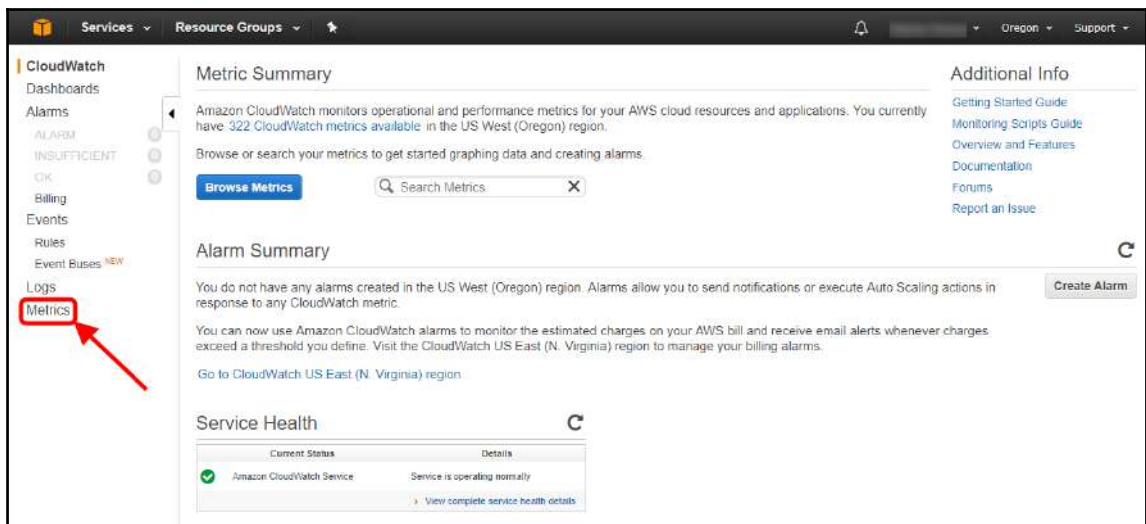 Services Resource Groups Oregon Support
CloudWatch
Dashboards
Alarms
ALARM 0
INSUFFICIENT 0
OK 0
Billing
Events
Rules
Event Buses NEW
Logs
Metrics
Metric Summary
Amazon CloudWatch monitors operational and performance metrics for your AWS cloud resources and applications. You currently
have 322 CloudWatch metrics available in the US West (Oregon) region.
Browse or search your metrics to get started graphing data and creating alarms.
Browse Metrics Search Metrics X
Alarm Summary
You do not have any alarms created in the US West (Oregon) region. Alarms allow you to send notifications or execute Auto Scaling actions in
response to any CloudWatch metric.
Create Alarm
You can now use Amazon CloudWatch alarms to monitor the estimated charges on your AWS bill and receive email alerts whenever charges
exceed a threshold you define. Visit the CloudWatch US East (N. Virginia) region to manage your billing alarms.
Go to CloudWatch US East (N. Virginia) region
Service Health
Current Status Details
Amazon CloudWatch Service Service is operating normally
View complete service health details
Additional Info
Getting Started Guide
Monitoring Scripts Guide
Overview and Features
Documentation
Forums
Report an Issue